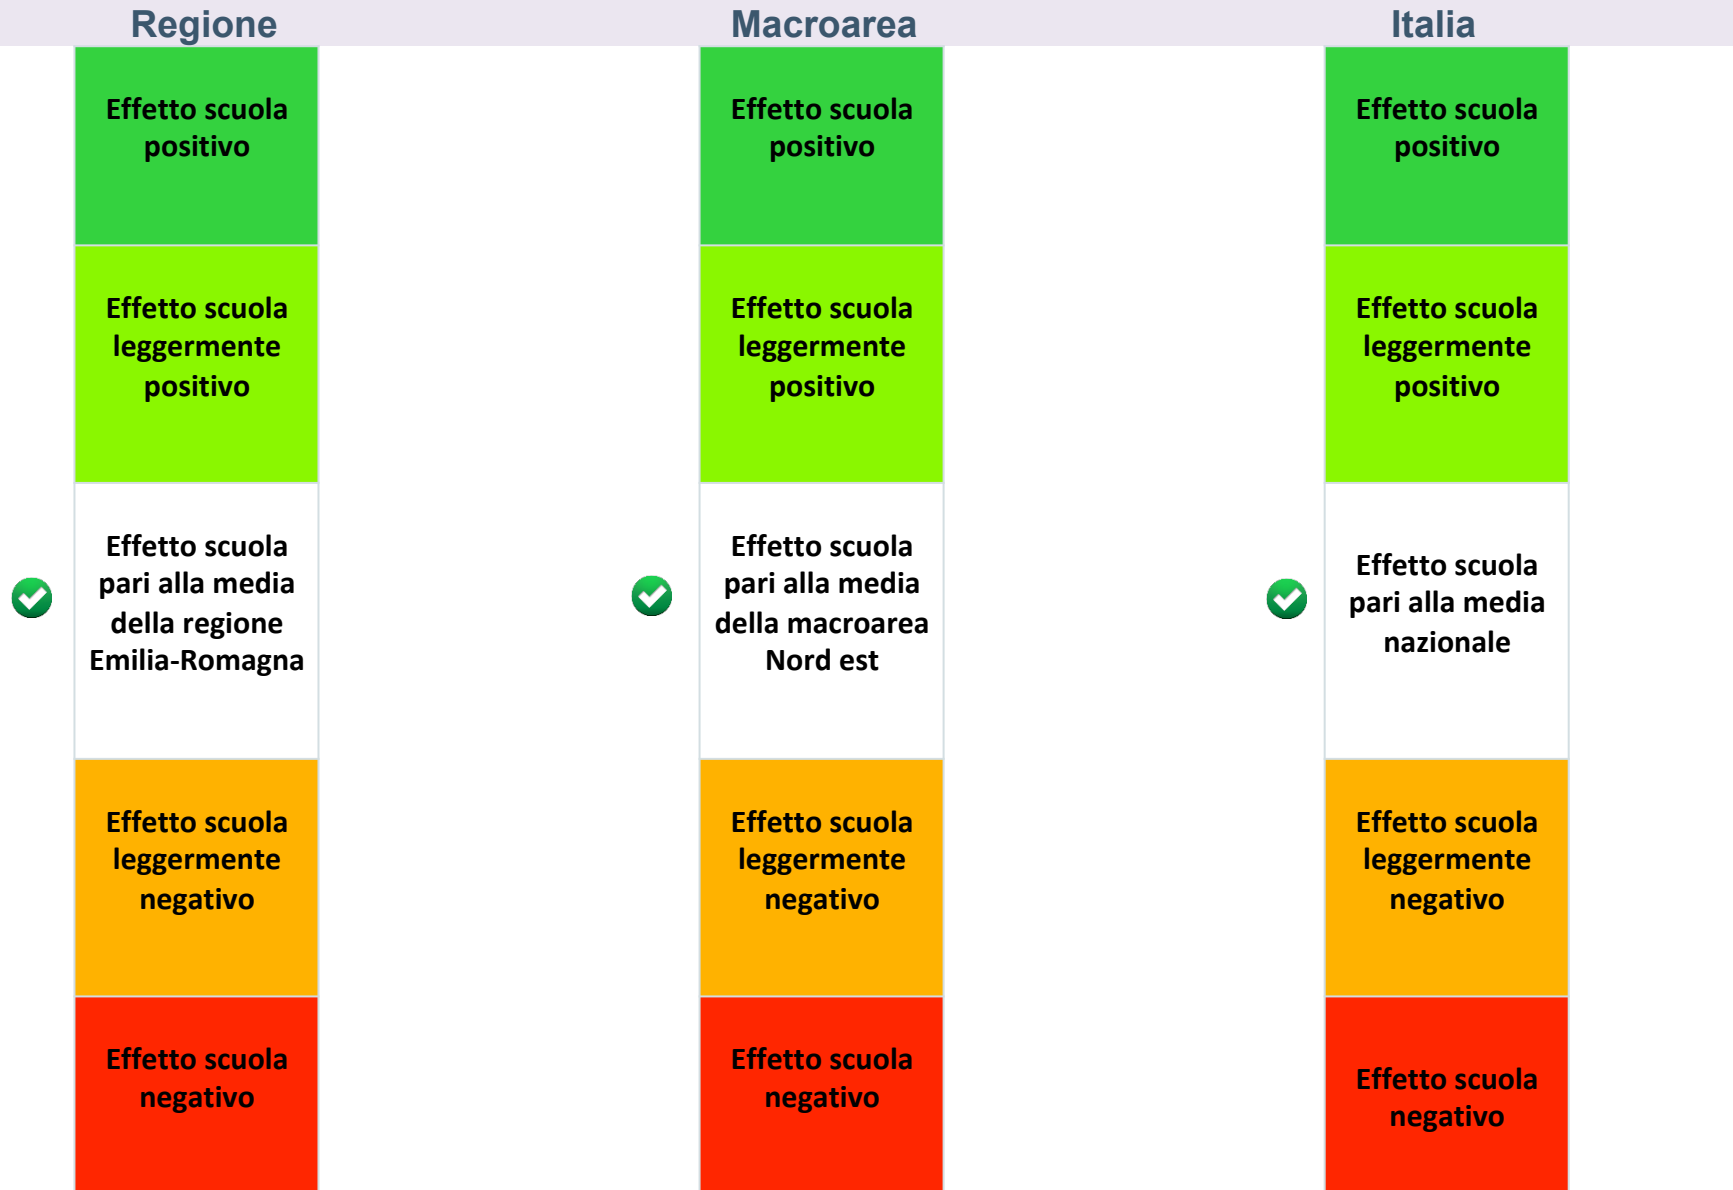 Regione
Macroarea
Italia
Effetto scuola
positivo
Effetto scuola
positivo
Effetto scuola
positivo
Effetto scuola
leggermente
positivo
Effetto scuola
leggermente
positivo
Effetto scuola
leggermente
positivo
Effetto scuola
pari alla media
della regione
Emilia-Romagna
Effetto scuola
pari alla media
della macroarea
Nord est
Effetto scuola
pari alla media
nazionale
Effetto scuola
leggermente
negativo
Effetto scuola
leggermente
negativo
Effetto scuola
leggermente
negativo
Effetto scuola
negativo
Effetto scuola
negativo
Effetto scuola
negativo